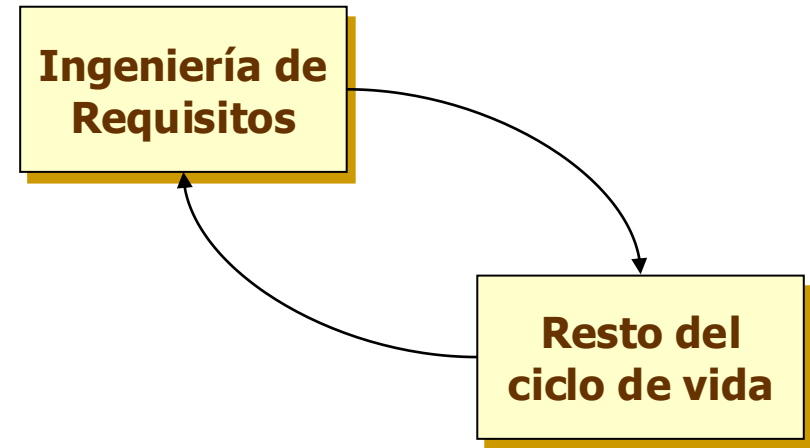 Ingeniería de
Requisitos
Resto del
ciclo de vida